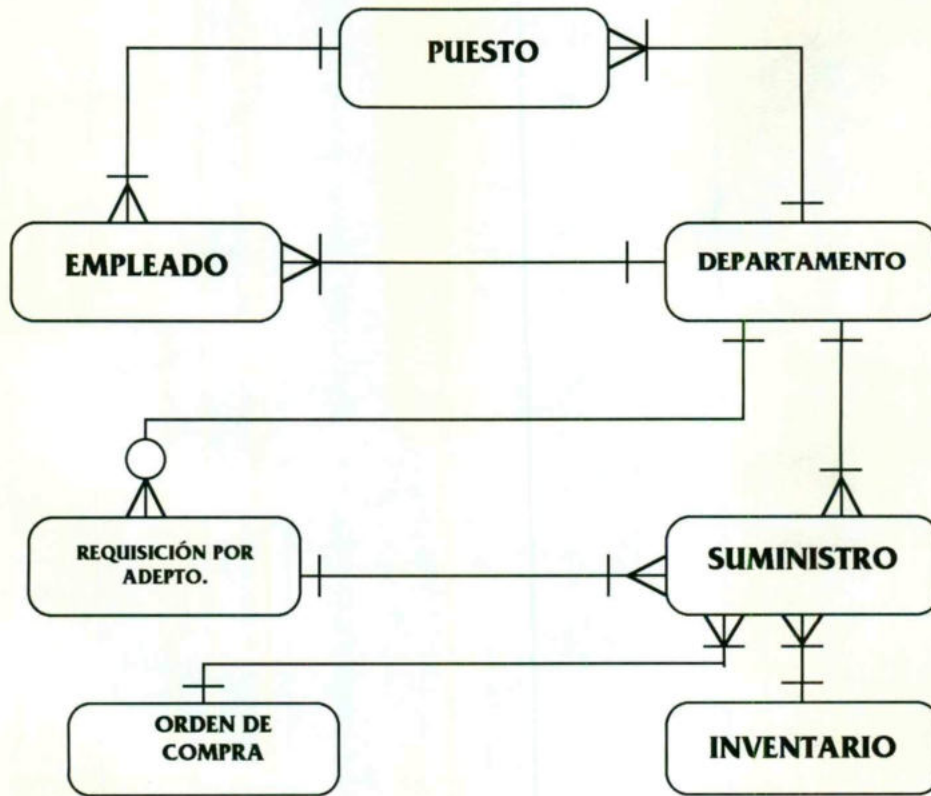 PUESTO
EMPLEADO
DEPARTAMENTO
REQUISICIÓN POR
ADEPTO.
SUMINISTRO
ORDEN DE
COMPRA
INVENTARIO